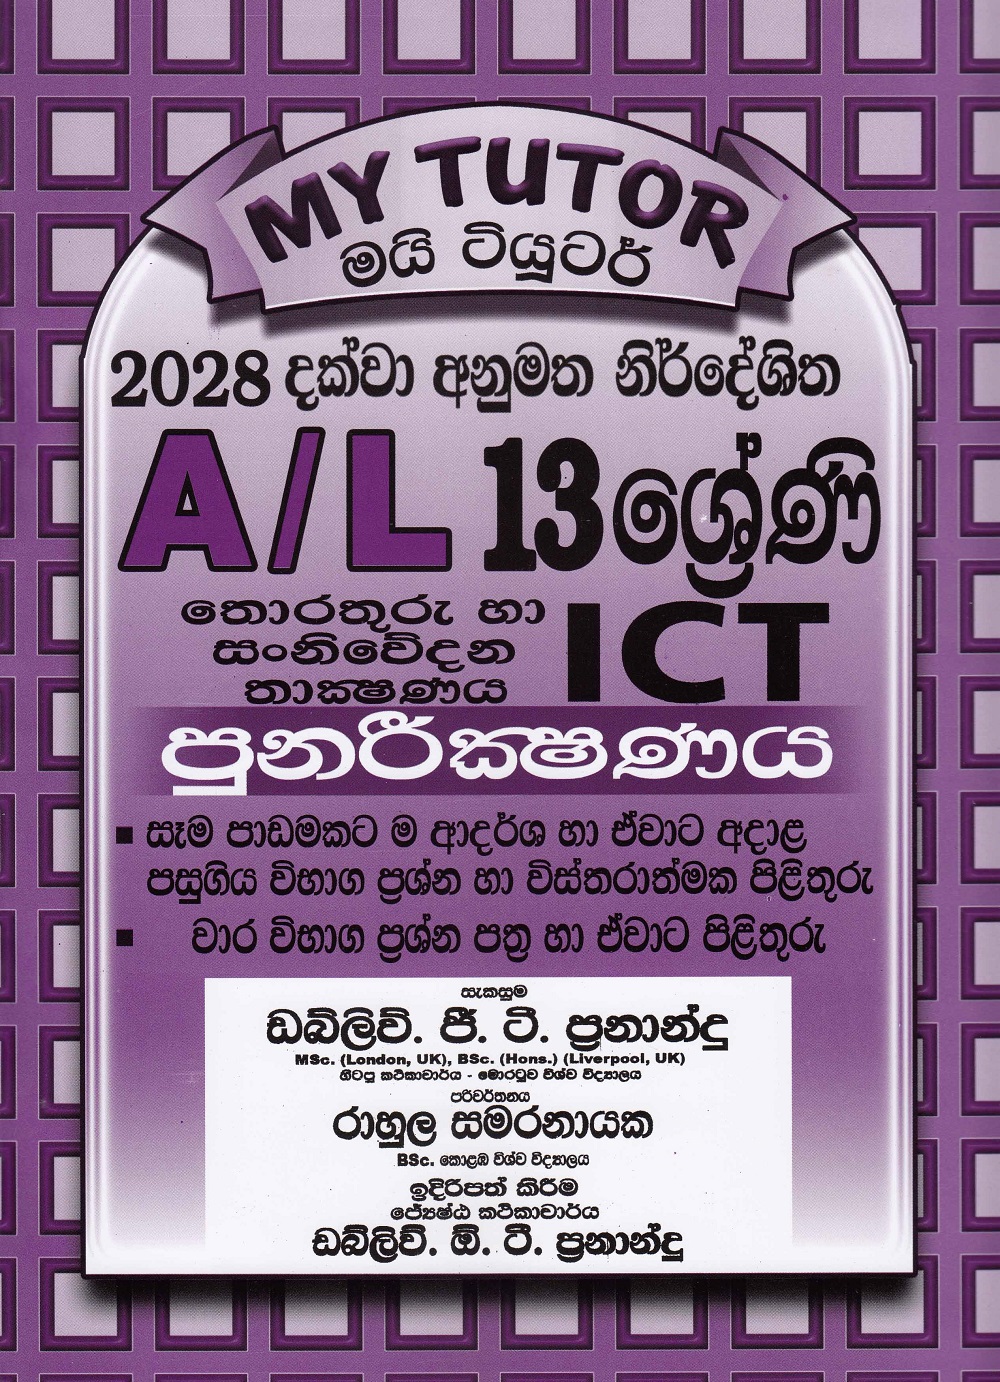 MY TUTOR
මයි ටියුටර්
2028 දක්වා අනුමත නිර්දේශිත
A/L 13 ශ්‍රේණි
තොරතුරු හා
සංනිවේදන
තාක්ෂණය
ICT
පුනරීක්ෂණය
▪ සෑම පාඩමකට ම ආදර්ශ හා ඒවාට අදාළ
පසුගිය විභාග ප්‍රශ්න හා විස්තරාත්මක පිළිතුරු
▪ වාර විභාග ප්‍රශ්න පත්‍ර හා ඒවාට පිළිතුරු
සැකසුම
ඩබ්ලිව්. ජී. ටී. ප්‍රනාන්දු
MSc. (London, UK), BSc. (Hons.) (Liverpool, UK)
හිටපු කථිකාචාර්ය - මොරටුව විශ්ව විද්‍යාලය
පරිවර්තනය
රාහුල සමරනායක
BSc. කොළඹ විශ්ව විද්‍යාලය
ඉදිරිපත් කිරීම
ජ්‍යෙෂ්ඨ කථිකාචාර්ය
ඩබ්ලිව්. ඕ. ටී. ප්‍රනාන්දු